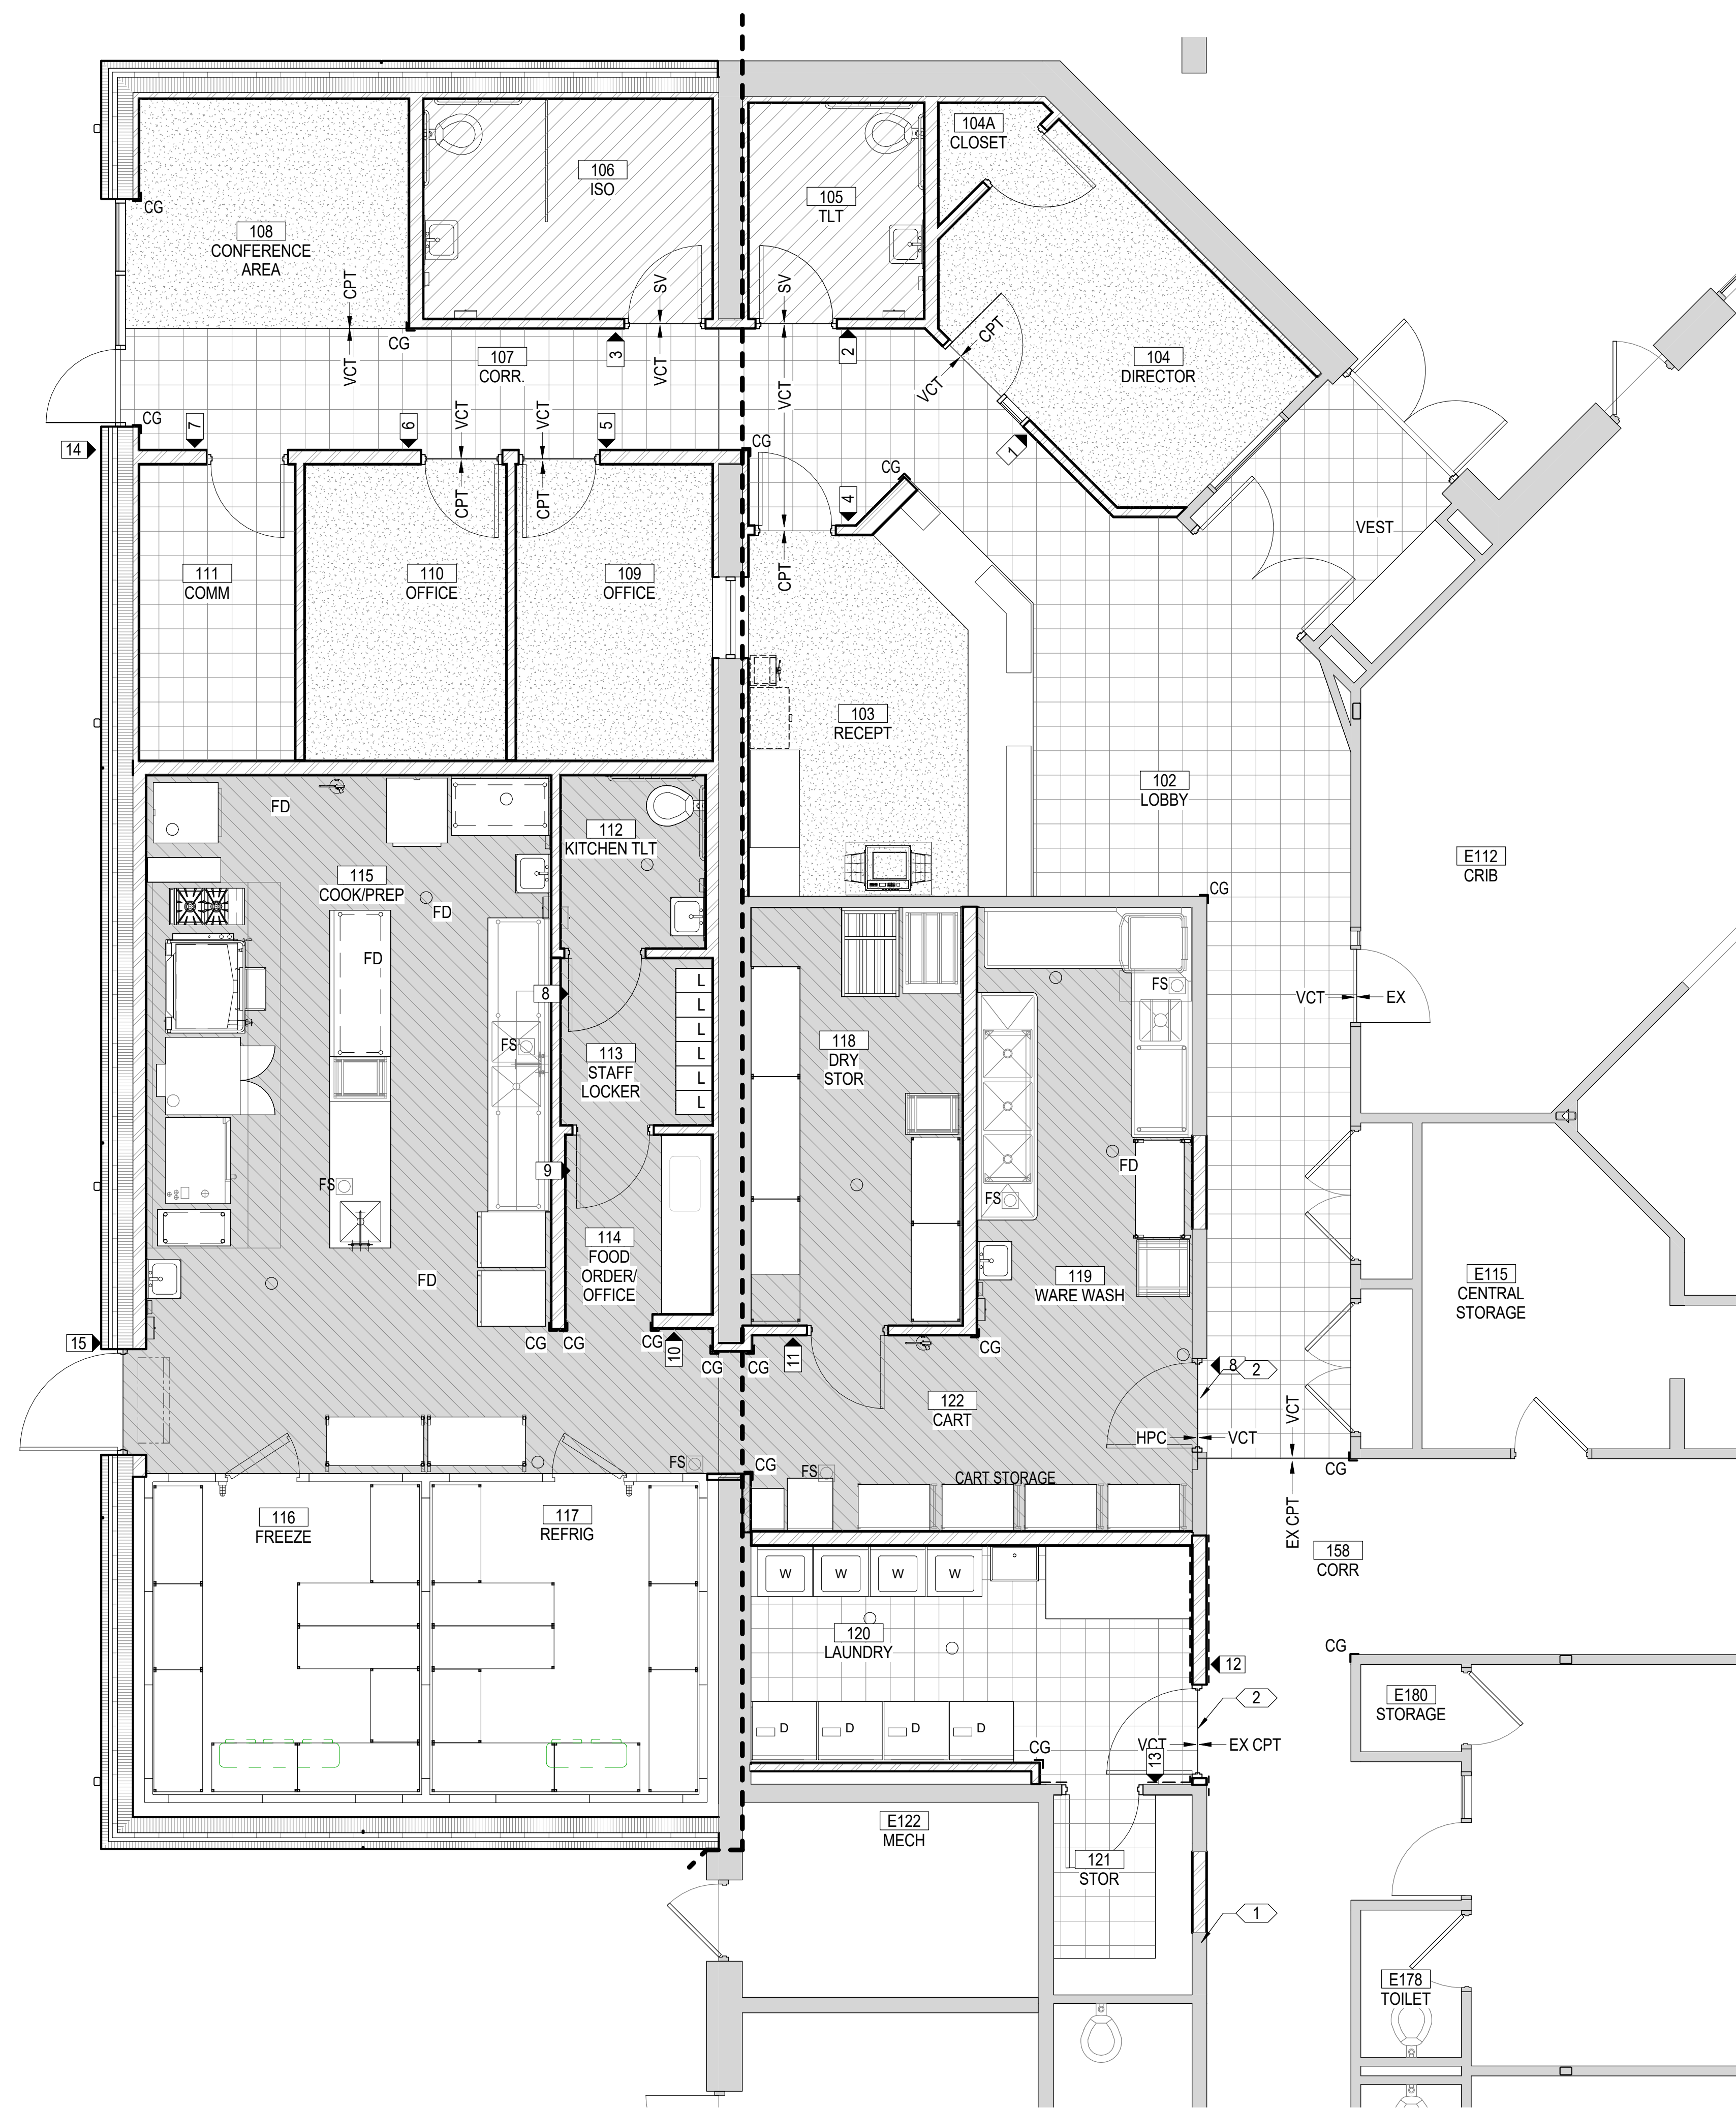 104A
CLOSET
106
ISO
105
TLT
CG
108
CONFERENCE
AREA
CPT
SV
SV
CPT
VCT
CG
107
CORR.
3
VCT
2
VCT
VCT
104
DIRECTOR
CG
7
6
VCT
VCT
5
CG
1
14
CPT
CPT
CG
4
VEST
111
COMM
110
OFFICE
109
OFFICE
CPT
103
RECEPT
102
LOBBY
FD
112
KITCHEN TLT
E112
CRIB
115
COOK/PREP
FD
CG
FD
L
L
L
L
L
L
8
FS
VCT
EX
FS
113
STAFF
LOCKER
118
DRY
STOR
9
FD
FS
FS
114
FOOD
ORDER/
OFFICE
FD
119
WARE WASH
E115
CENTRAL
STORAGE
15
CG
CG
CG
10
11
CG
CG
CG
8
2
122
CART
VCT
HPC
VCT
FS
CG
FS
CART STORAGE
CG
EX CPT
116
FREEZE
117
REFRIG
158
CORR
W
W
W
W
120
LAUNDRY
CG
12
E180
STORAGE
2
D
D
D
D
CG
VCT
EX CPT
13
E122
MECH
121
STOR
1
E178
TOILET